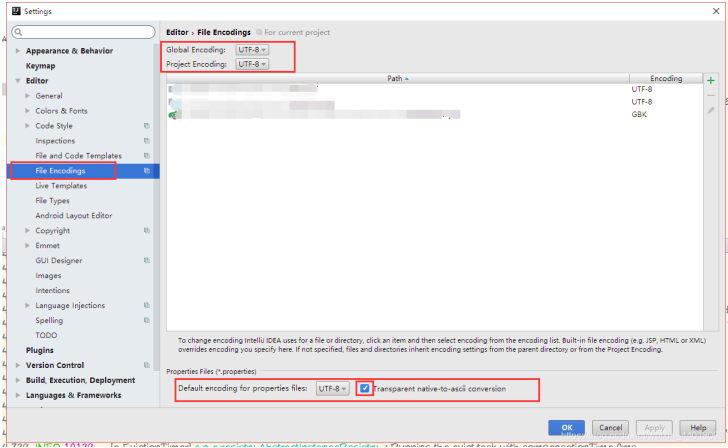 Settings
Editor › File Encodings For current project
Global Encoding: UTF-8
Project Encoding: UTF-8
Path Encoding
UTF-8
UTF-8
GBK
Appearance & Behavior
Keymap
Editor
General
Colors & Fonts
Code Style
Inspections
File and Code Templates
File Encodings
Live Templates
File Types
Android Layout Editor
Copyright
Emmet
GUI Designer
Images
Intentions
Language Injections
Spelling
TODO
Plugins
Version Control
Build, Execution, Deployment
Languages & Frameworks
To change encoding IntelliJ IDEA uses for a file or directory, click an item and then select encoding from the encoding list. Built-in file encoding (e.g. JSP, HTML or XML)
overrides encoding you specify here. If not specified, files and directories inherit encoding settings from the parent directory or from the Project Encoding.
Properties Files (*.properties)
Default encoding for properties files: UTF-8 Transparent native-to-ascii conversion
OK Cancel Apply Help